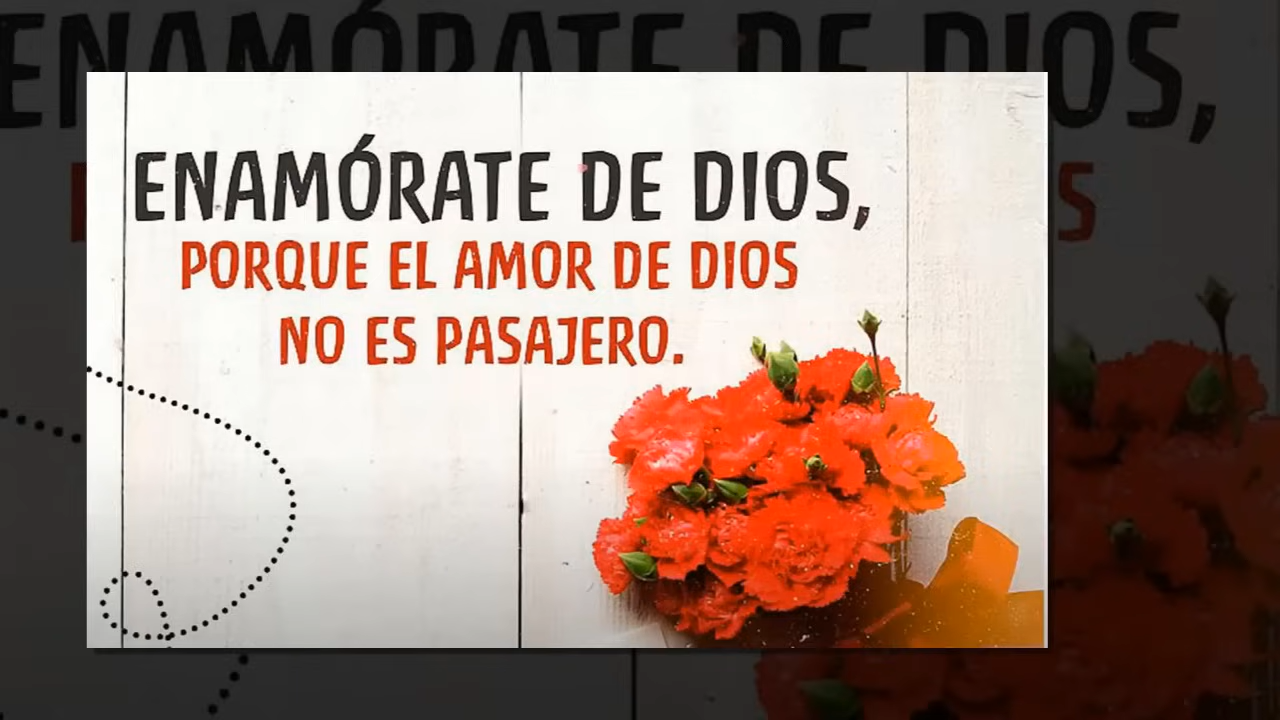 ENAMÓRATE DE DIOS,
PORQUE EL AMOR DE DIOS
NO ES PASAJERO.